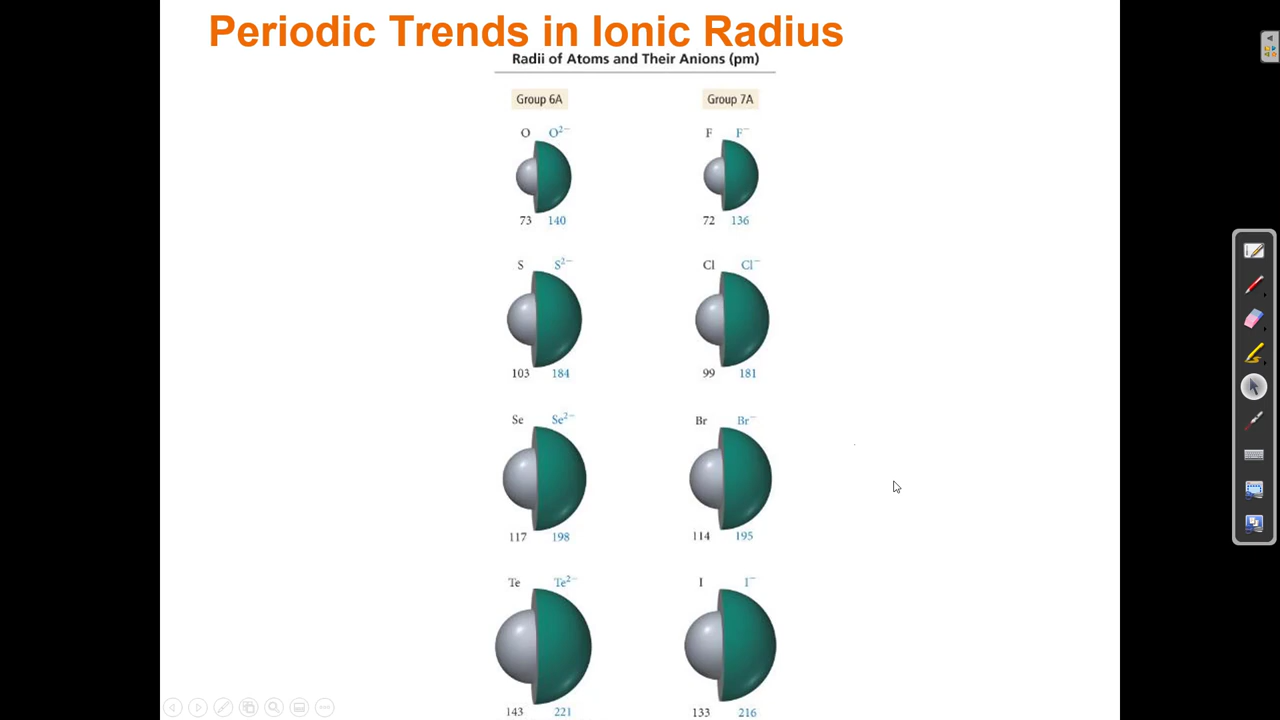 Periodic Trends in Ionic Radius
Radii of Atoms and Their Anions (pm)
Group 6A Group 7A
O O²⁻ F F⁻
73 140 72 136
S S²⁻ Cl Cl⁻
103 184 99 181
Se Se²⁻ Br Br⁻
117 198 114 195
Te Te²⁻ I I⁻
143 221 133 216